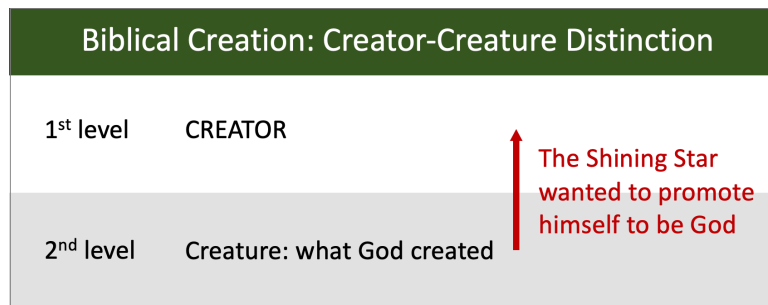 Biblical Creation: Creator-Creature Distinction
1st level CREATOR
The Shining Star
wanted to promote
himself to be God
2nd level Creature: what God created